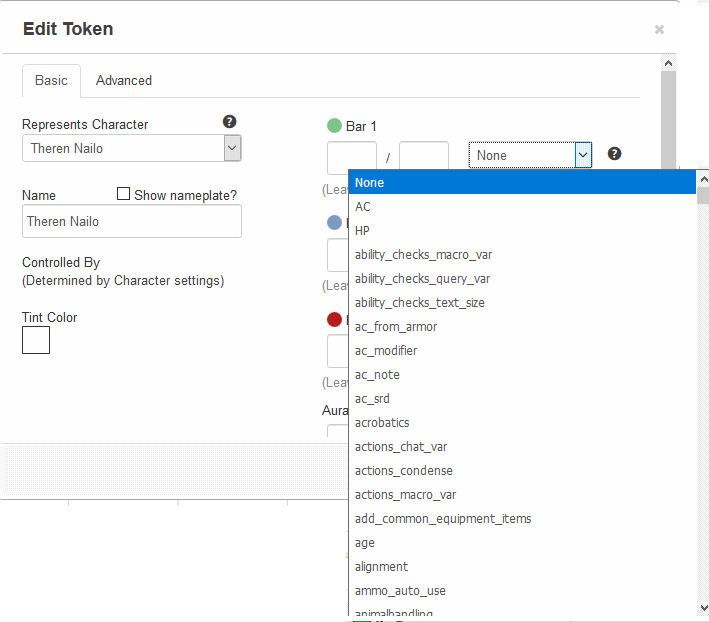 Edit Token
Basic
Advanced
Represents Character
Theren Nailo
Name
Show nameplate?
Theren Nailo
Controlled By
(Determined by Character settings)
Tint Color
Bar 1
/
None
(Lea
(Lea
(Lea
Aura
None
AC
HP
ability_checks_macro_var
ability_checks_query_var
ability_checks_text_size
ac_from_armor
ac_modifier
ac_note
ac_srd
acrobatics
actions_chat_var
actions_condense
actions_macro_var
add_common_equipment_items
age
alignment
ammo_auto_use
animalhandling